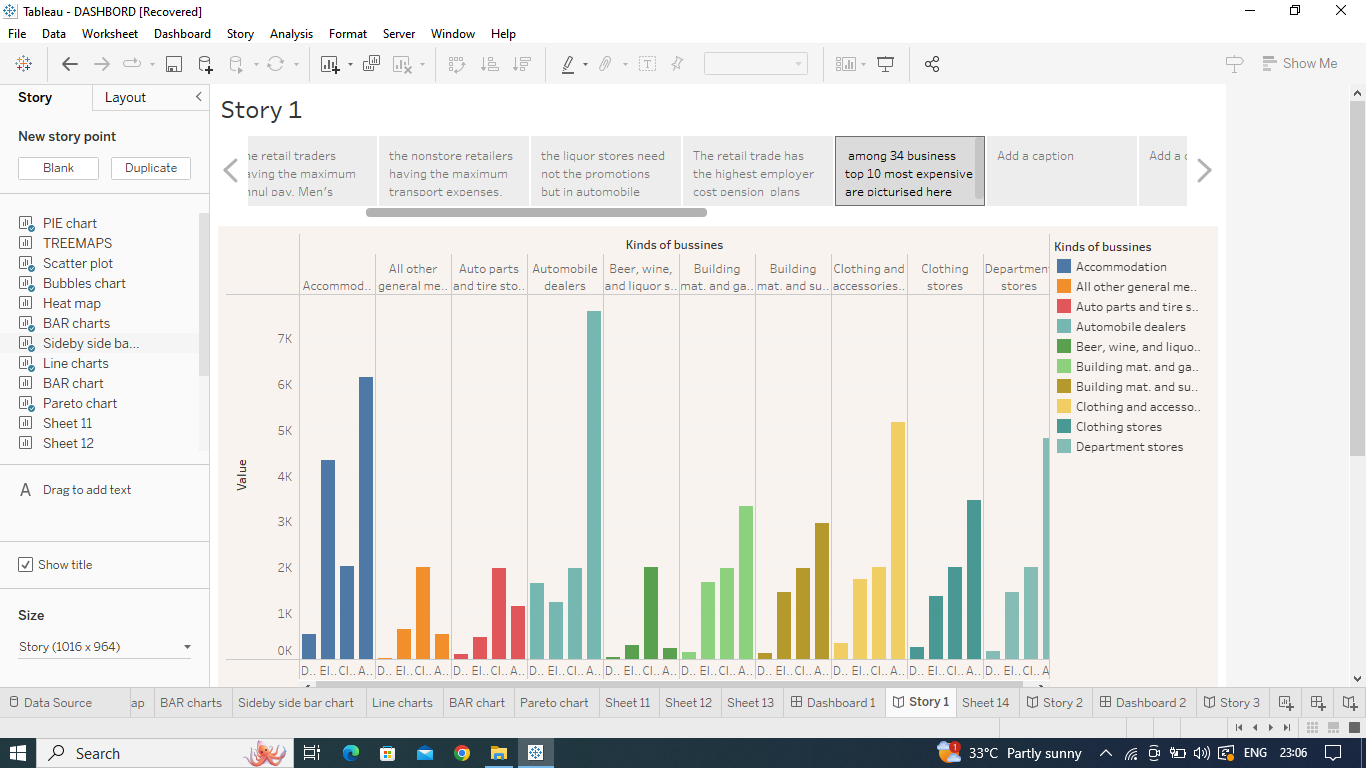 Tableau - DASHBORD [Recovered]
File Data Worksheet Dashboard Story Analysis Format Server Window Help
Show Me
Story Layout
New story point
Blank Duplicate
PIE chart
TREEMAPS
Scatter plot
Bubbles chart
Heat map
BAR charts
Sideby side ba...
Line charts
BAR chart
Pareto chart
Sheet 11
Sheet 12
A Drag to add text
Show title
Size
Story (1016 x 964)
Story 1
he retail traders
aving the maximum
nnul pay. Men's
the nonstore retailers
having the maximum
transport expenses.
the liquor stores need
not the promotions
but in automobile
The retail trade has
the highest employer
cost pension plans
among 34 business
top 10 most expensive
are picturised here
Add a caption
Add a c
Kinds of bussines
Accommod..
All other
general me..
Auto parts
and tire sto..
Automobile
dealers
Beer, wine,
and liquor s..
Building
mat. and ga..
Building
mat. and su..
Clothing and
accessories..
Clothing
stores
Department
stores
Value
7K
6K
5K
4K
3K
2K
1K
0K
D.. El.. Cl.. A.. D.. El.. Cl.. A.. D.. El.. Cl.. A.. D.. El.. Cl.. A.. D.. El.. Cl.. A.. D.. El.. Cl.. A.. D.. El.. Cl.. A.. D.. El.. Cl.. A.. D.. El.. Cl.. A.. D.. El.. Cl.. A
Kinds of bussines
Accommodation
All other general me..
Auto parts and tire s..
Automobile dealers
Beer, wine, and liquo..
Building mat. and ga..
Building mat. and su..
Clothing and accesso..
Clothing stores
Department stores
Data Source ap BAR charts Sideby side bar chart Line charts BAR chart Pareto chart Sheet 11 Sheet 12 Sheet 13 Dashboard 1 Story 1 Sheet 14 Story 2 Dashboard 2 Story 3
Search 1 33°C Partly sunny ENG 23:06